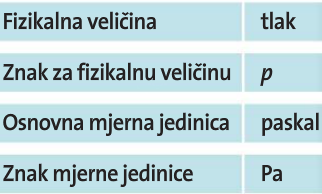 Fizikalna veličina tlak
Znak za fizikalnu veličinu p
Osnovna mjerna jedinica paskal
Znak mjerne jedinice Pa